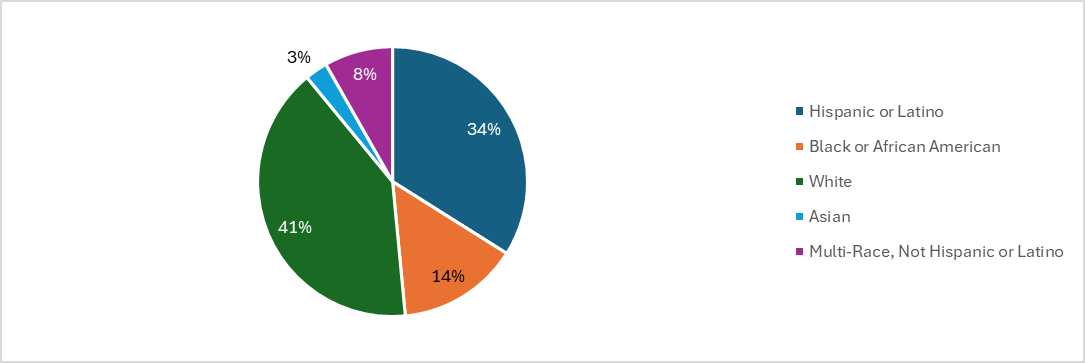 3%
8%
34%
41%
14%
Hispanic or Latino
Black or African American
White
Asian
Multi-Race, Not Hispanic or Latino